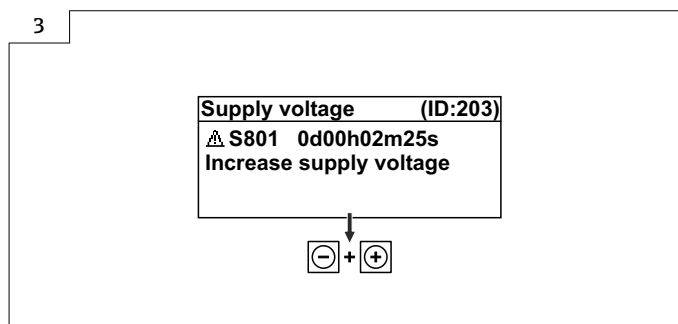 3
Supply voltage (ID:203)
⚠ S801 0d00h02m25s
Increase supply voltage
- + +